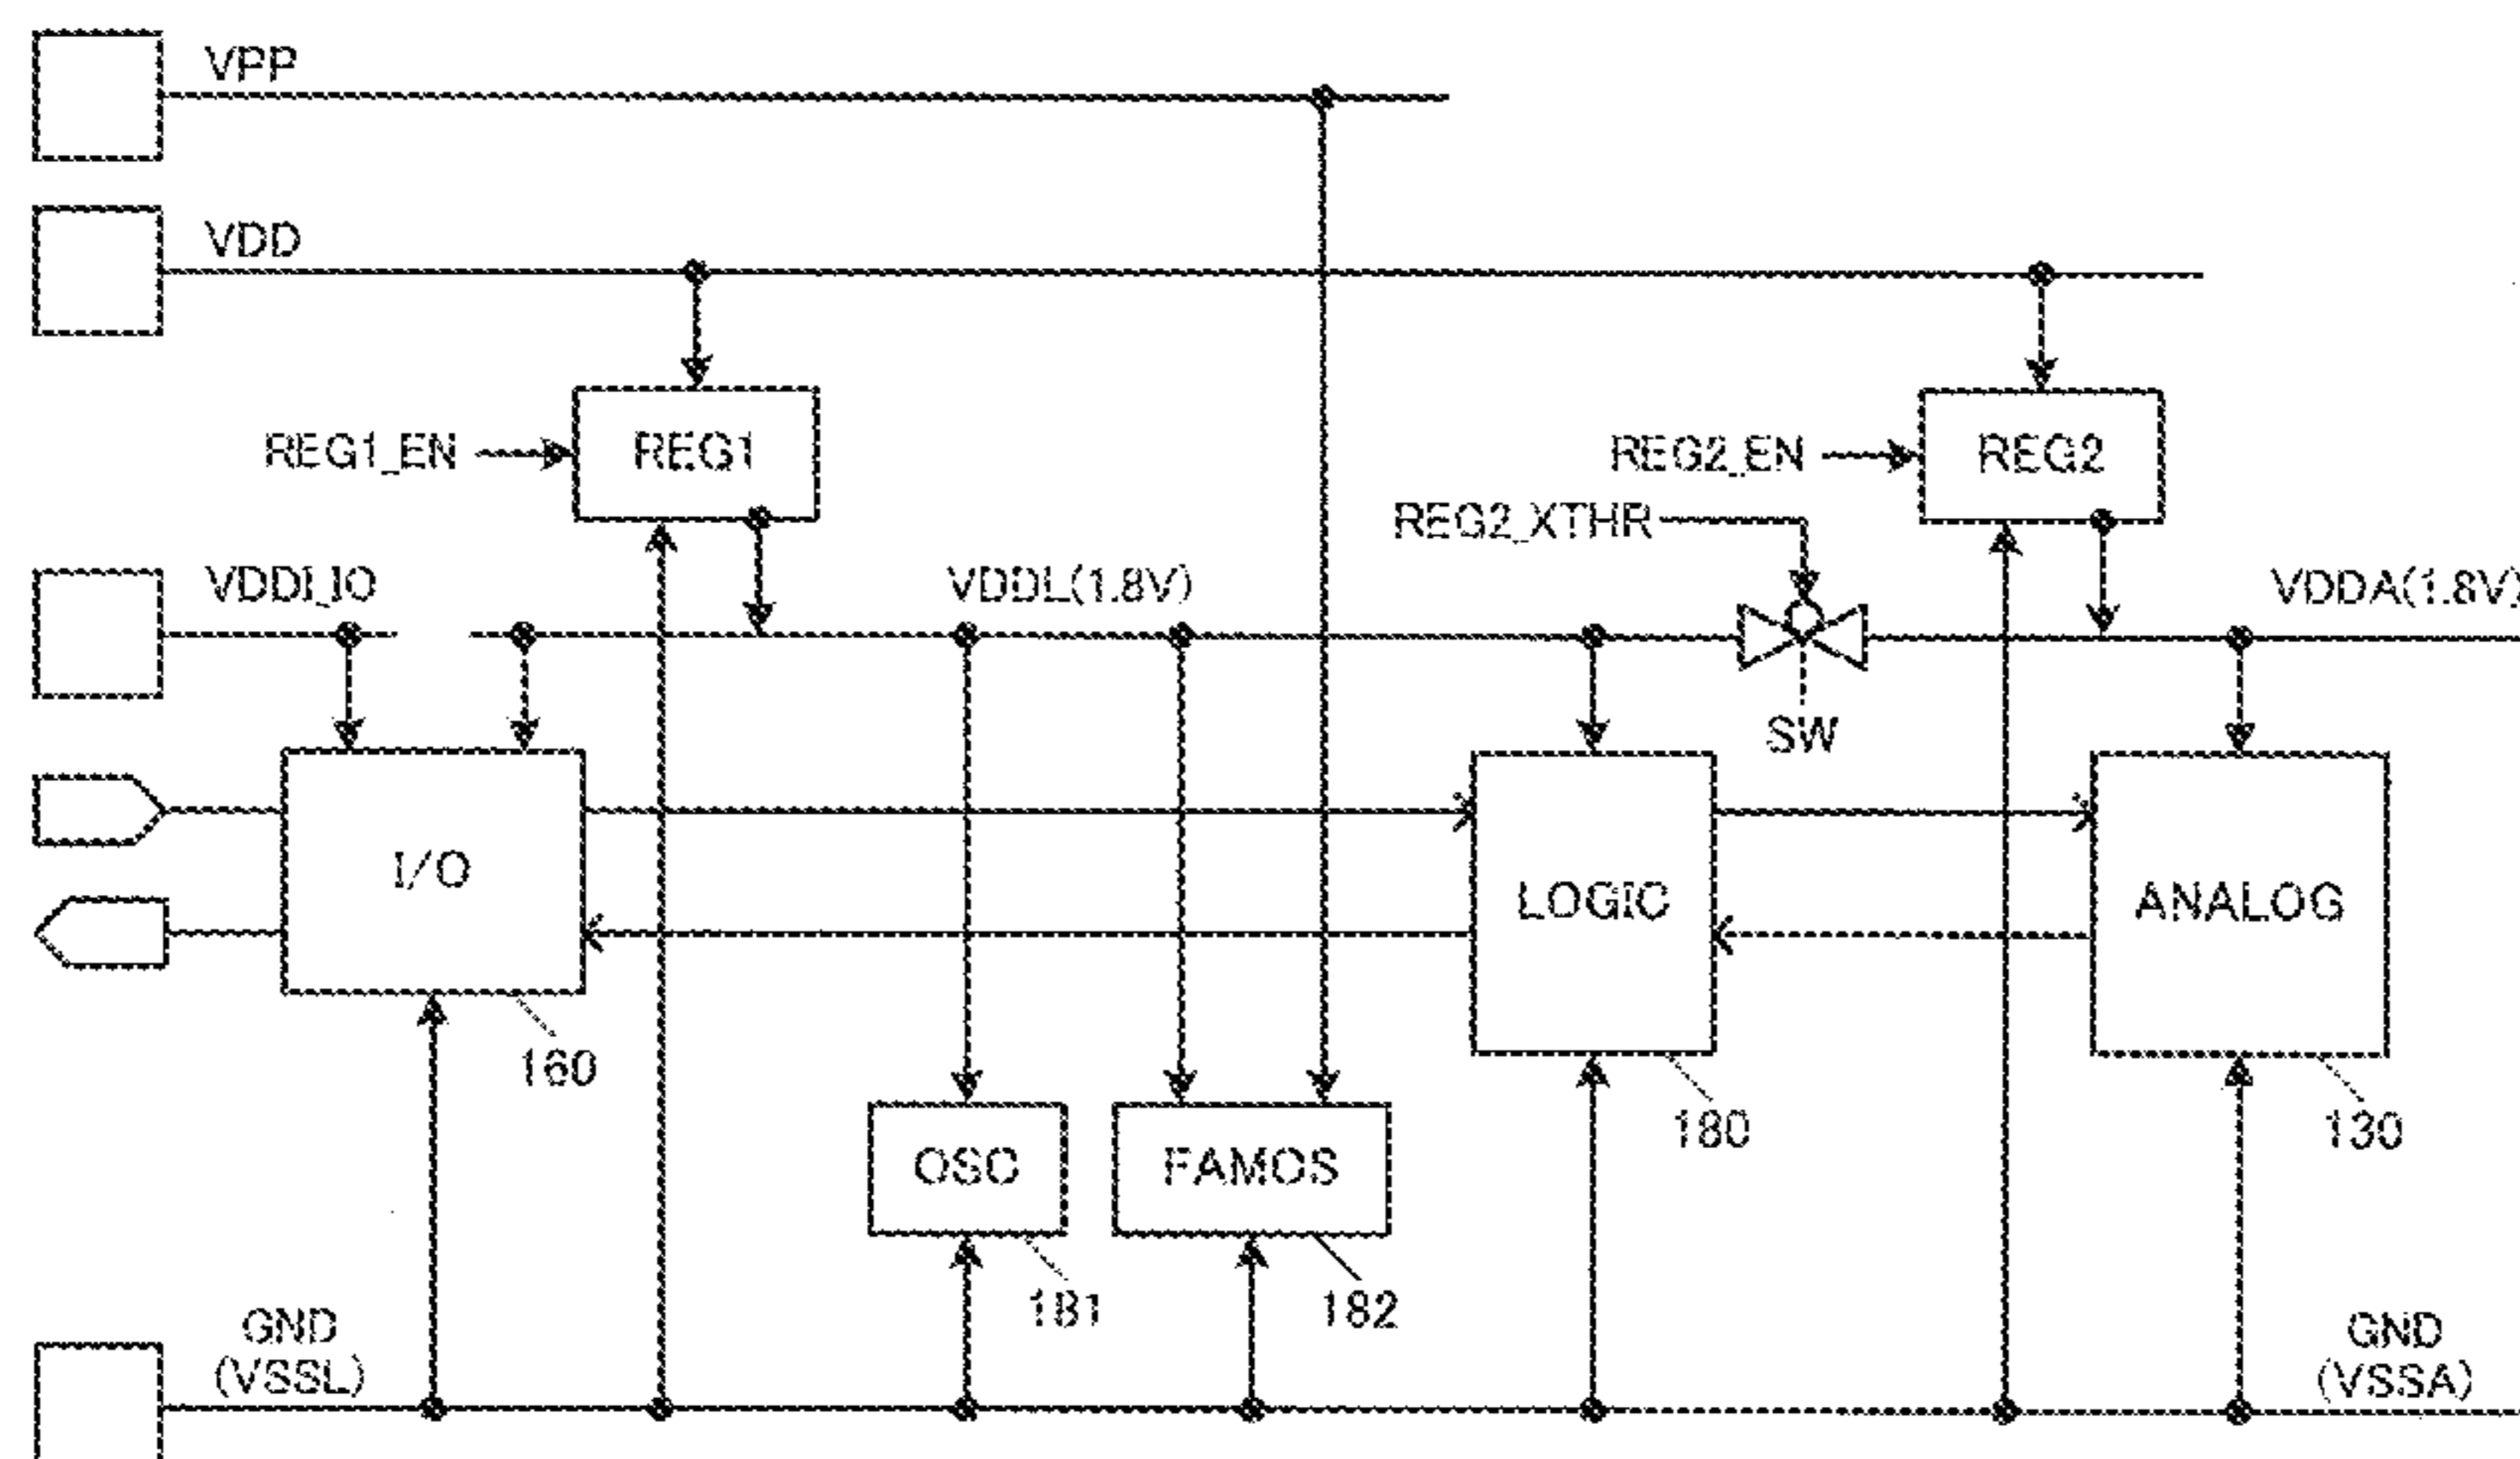 VPP
VDD
REG1_EN
REG1
REG2_EN
REG2
REG2_XTHR
VDDI_IO
VDDL(1.8V)
VDDA(1.8V)
SW
I/O
LOGIC
ANALOG
160
180
130
OSC
FAMOS
181
182
GND
(VSSL)
GND
(VSSA)